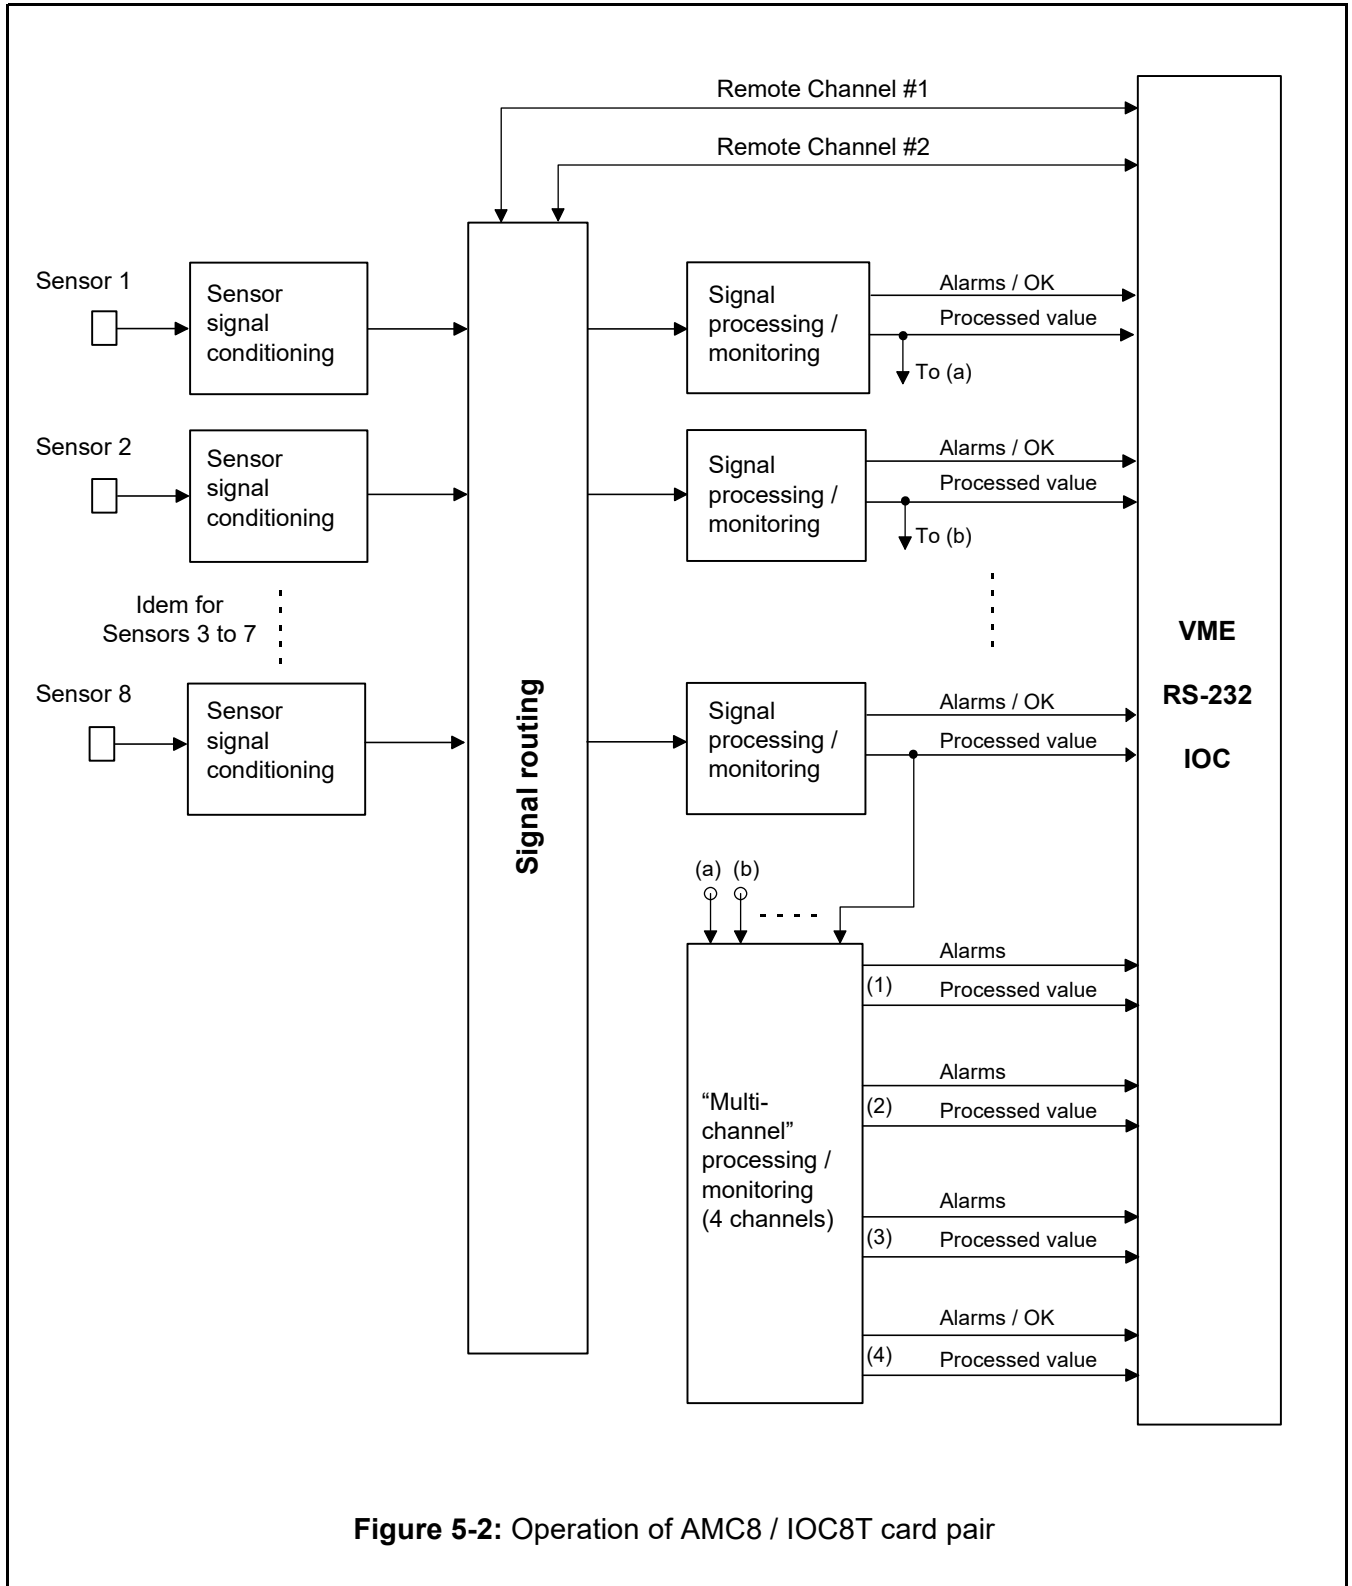 Remote Channel #1
Remote Channel #2
Sensor 1
Sensor
signal
conditioning
Signal
processing /
monitoring
Alarms / OK
Processed value
To (a)
Sensor 2
Sensor
signal
conditioning
Signal
processing /
monitoring
Alarms / OK
Processed value
To (b)
Idem for
Sensors 3 to 7
Sensor 8
Sensor
signal
conditioning
Signal routing
Signal
processing /
monitoring
Alarms / OK
Processed value
VME
RS-232
IOC
(a) (b)
"Multi-
channel”
processing /
monitoring
(4 channels)
Alarms
(1)
Processed value
Alarms
(2)
Processed value
Alarms
(3)
Processed value
Alarms / OK
(4)
Processed value
Figure 5-2: Operation of AMC8 / IOC8T card pair